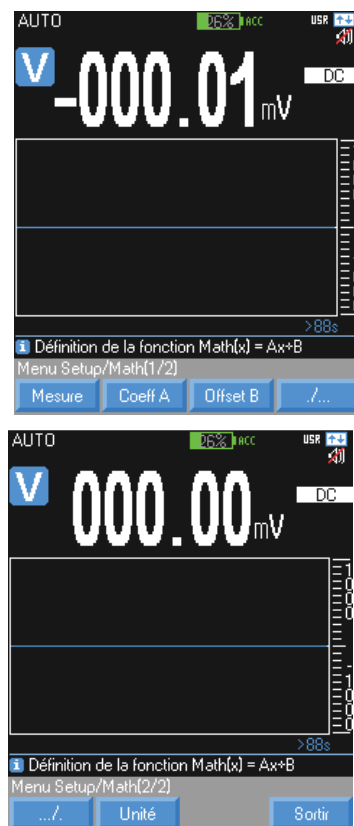 AUTO 26% ACC USR
V DC
-000.01 mV
>88s
Définition de la fonction Math(x) = Ax+B
Menu Setup/Math(1/2)
Mesure Coeff A Offset B ./...
AUTO 26% ACC USR
V DC
000.00 mV
>88s
Définition de la fonction Math(x) = Ax+B
Menu Setup/Math(2/2)
.../. Unité Sortir